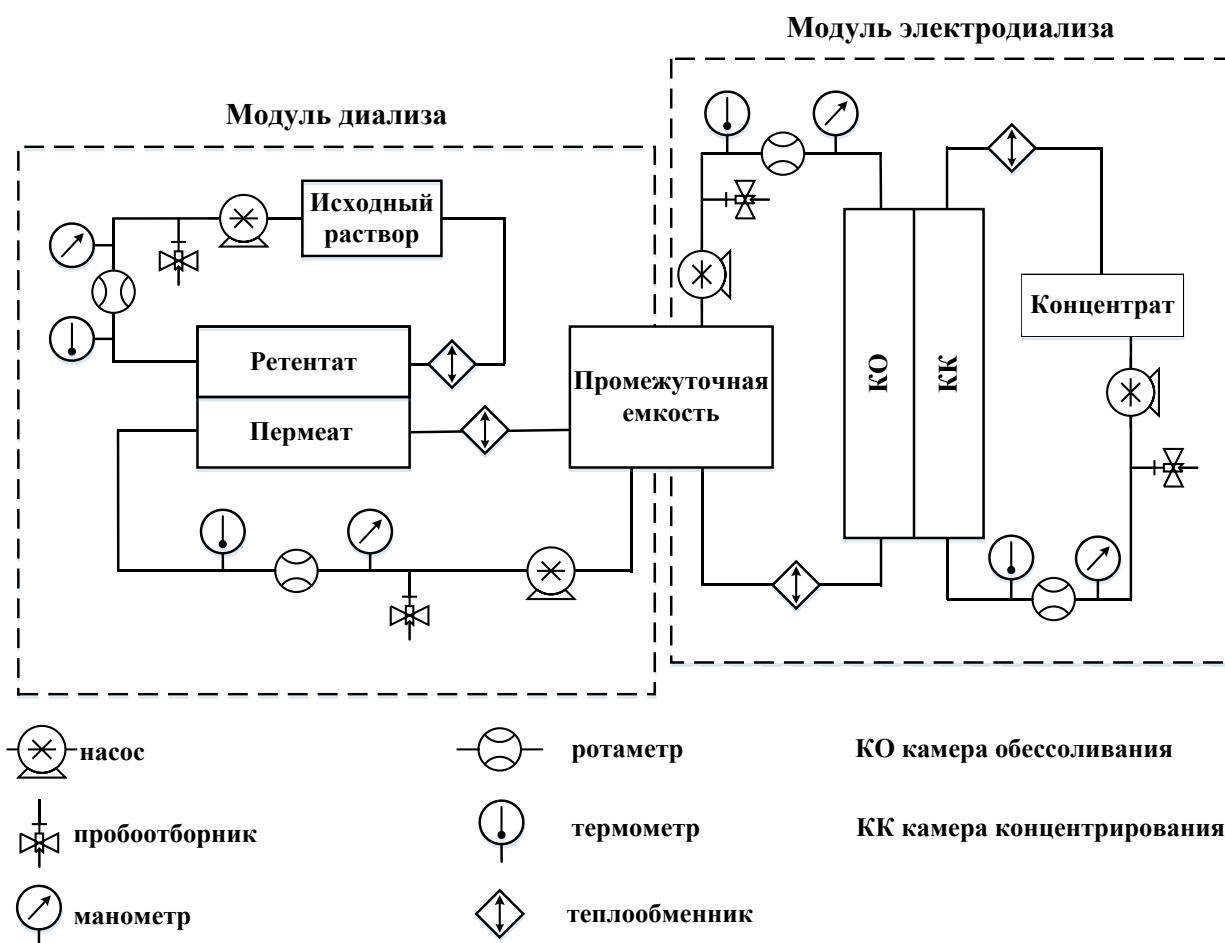 Модуль электродиализа
Модуль диализа
Исходный
раствор
Ретентат
Пермеат
Промежуточная
емкость
КО
КК
Концентрат
насос
ротаметр
КО камера обессоливания
пробоотборник
термометр
КК камера концентрирования
манометр
теплообменник